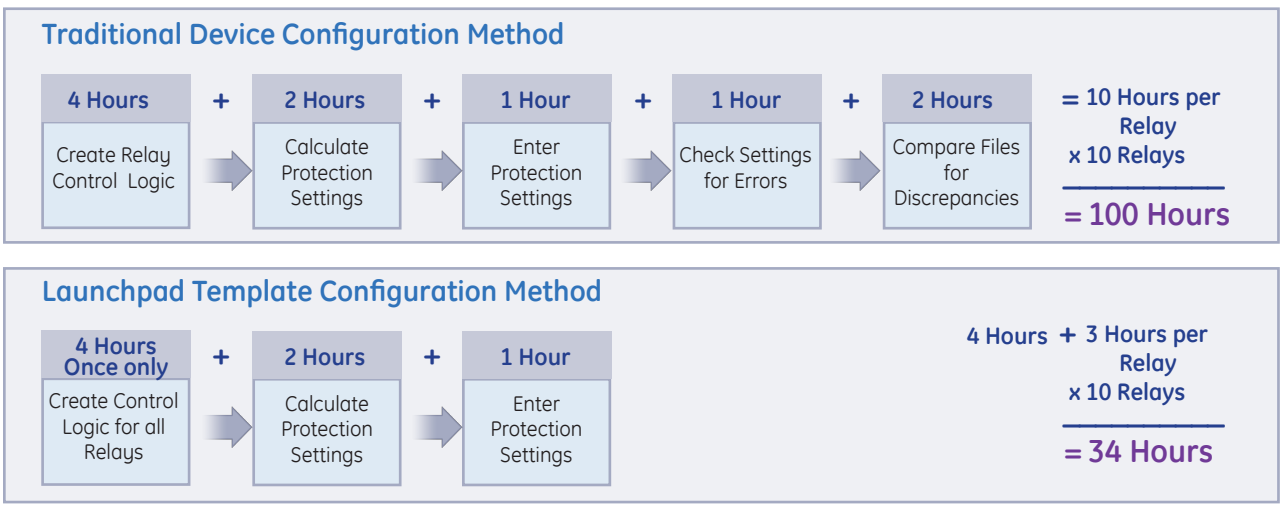 Traditional Device Configuration Method
4 Hours + 2 Hours + 1 Hour + 1 Hour + 2 Hours
Create Relay
Control Logic
Calculate
Protection
Settings
Enter
Protection
Settings
Check Settings
for Errors
Compare Files
for
Discrepancies
= 10 Hours per
Relay
x 10 Relays
= 100 Hours
Launchpad Template Configuration Method
4 Hours
Once only
+ 2 Hours + 1 Hour
Create Control
Logic for all
Relays
Calculate
Protection
Settings
Enter
Protection
Settings
4 Hours + 3 Hours per
Relay
x 10 Relays
= 34 Hours